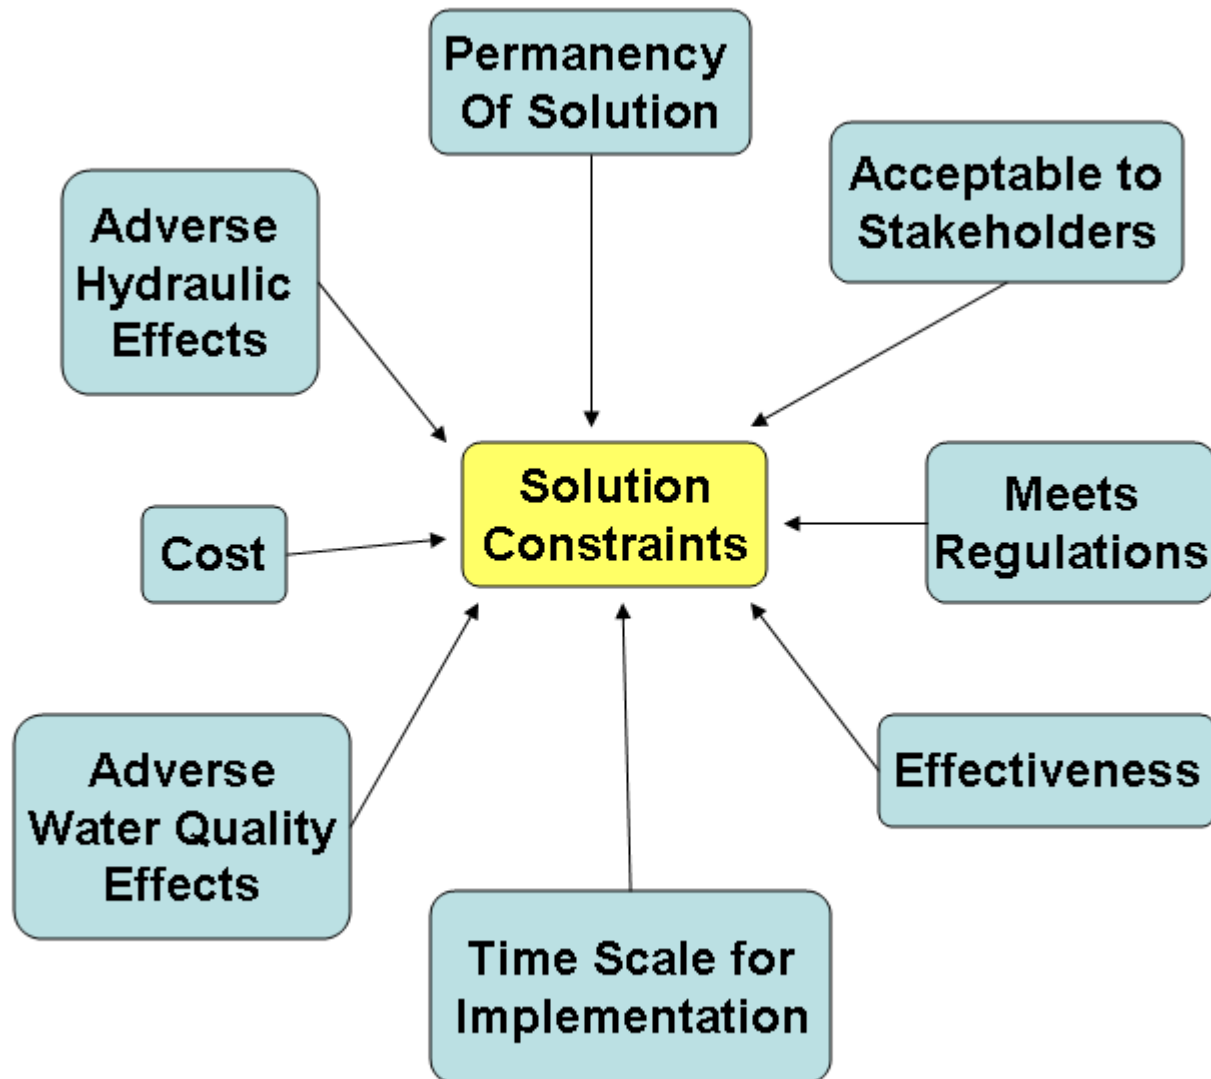 Permanency
Of Solution
Acceptable to
Stakeholders
Adverse
Hydraulic
Effects
Solution
Constraints
Meets
Regulations
Cost
Adverse
Water Quality
Effects
Effectiveness
Time Scale for
Implementation